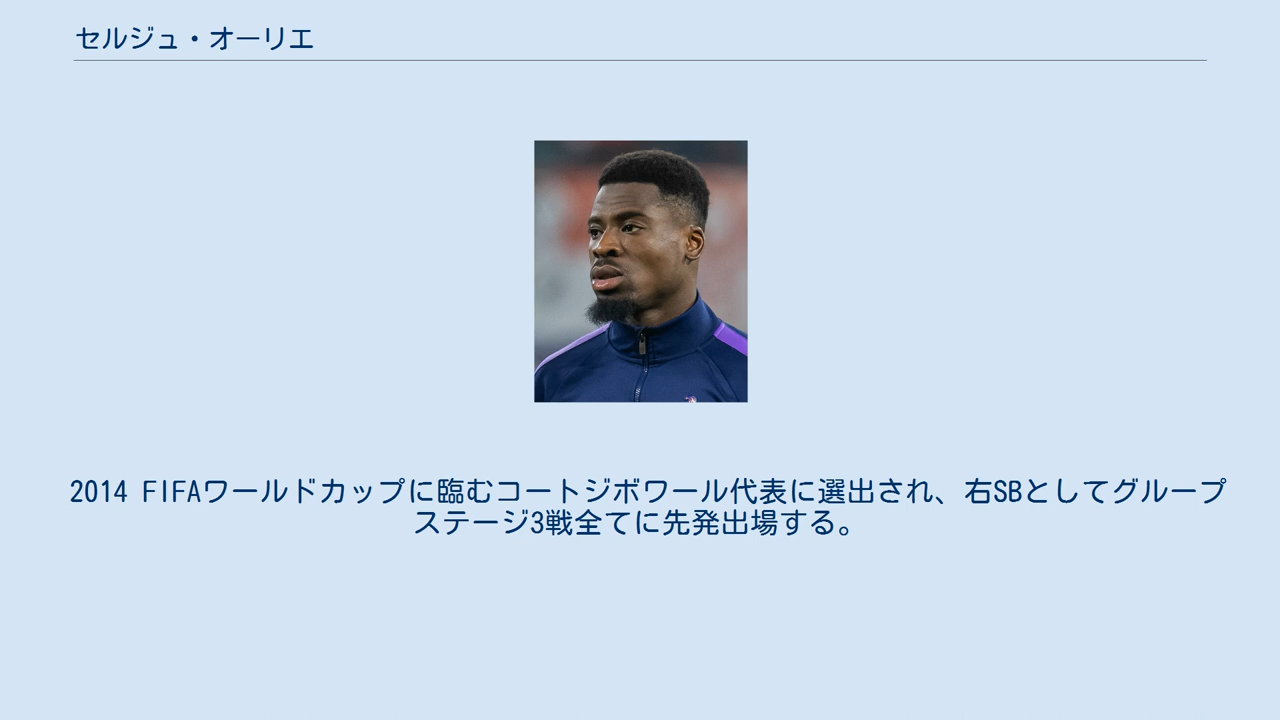 セルジュ・オーリエ
2014 FIFAワールドカップに臨むコートジボワール代表に選出され、右SBとしてグループ
ステージ3戦全てに先発出場する。